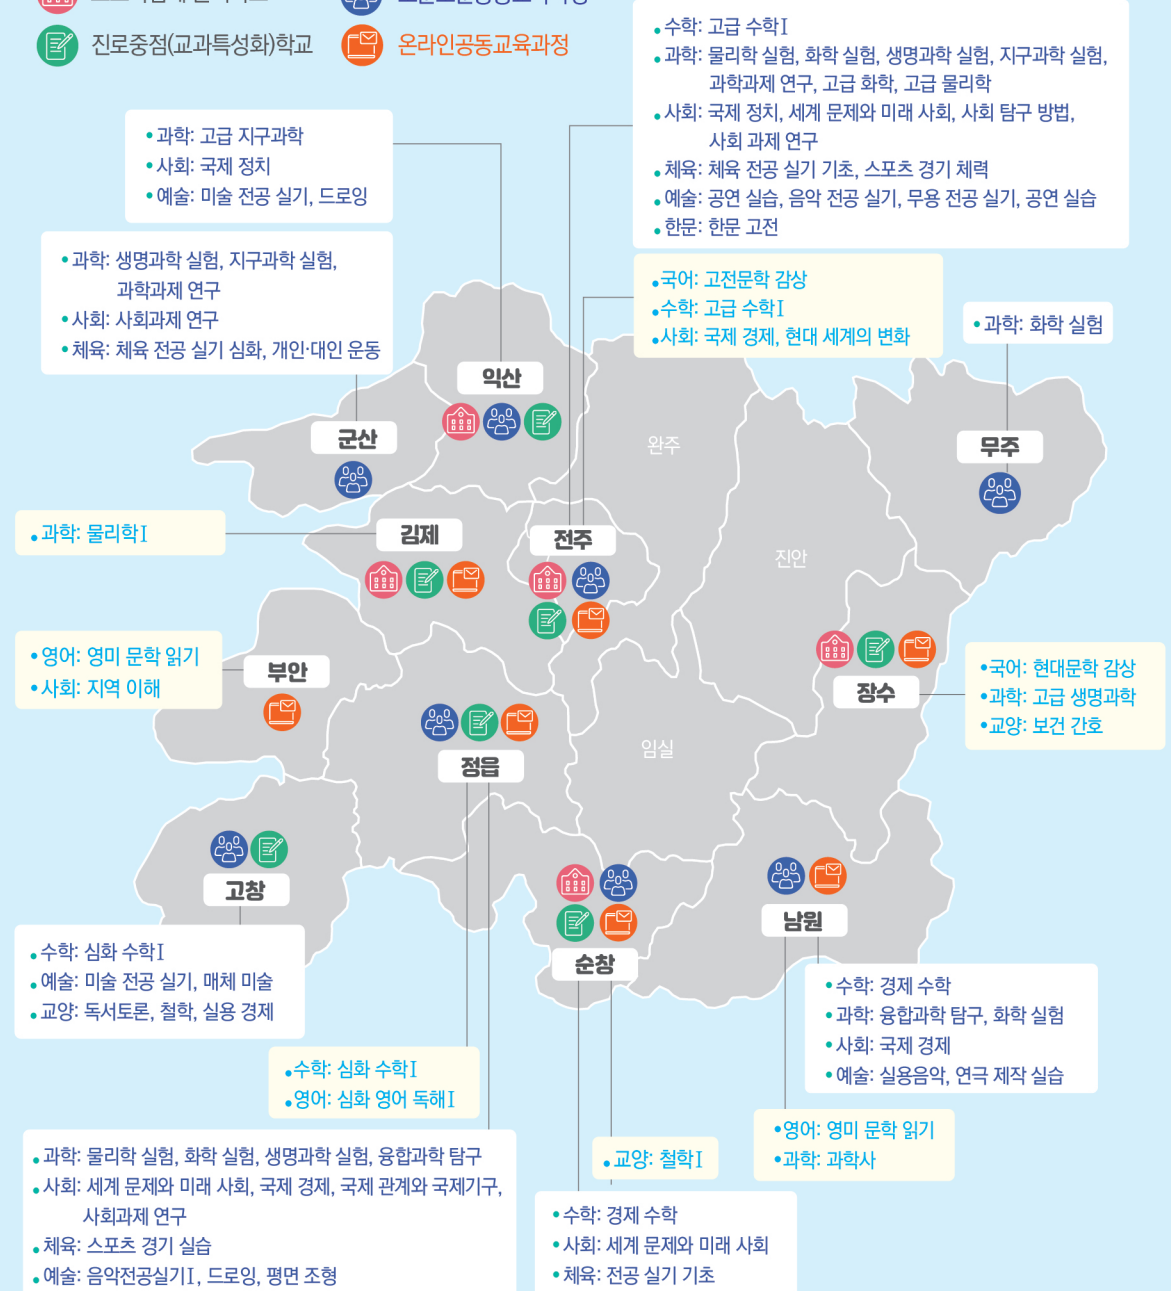 진로중점(교과특성화)학교
온라인공동교육과정
• 수학: 고급 수학Ⅰ
• 과학: 물리학 실험, 화학 실험, 생명과학 실험, 지구과학 실험,
과학과제 연구, 고급 화학, 고급 물리학
• 사회: 국제 정치, 세계 문제와 미래 사회, 사회 탐구 방법,
사회 과제 연구
• 체육: 체육 전공 실기 기초, 스포츠 경기 체력
• 예술: 공연 실습, 음악 전공 실기, 무용 전공 실기, 공연 실습
• 한문: 한문 고전
• 과학: 고급 지구과학
• 사회: 국제 정치
• 예술: 미술 전공 실기, 드로잉
• 과학: 생명과학 실험, 지구과학 실험,
과학과제 연구
• 사회: 사회과제 연구
• 체육: 체육 전공 실기 심화, 개인·대인 운동
• 국어: 고전문학 감상
• 수학: 고급 수학Ⅰ
• 사회: 국제 경제, 현대 세계의 변화
• 과학: 화학 실험
익산
군산
완주
무주
• 과학: 물리학Ⅰ
김제
전주
진안
• 영어: 영미 문학 읽기
• 사회: 지역 이해
부안
장수
• 국어: 현대문학 감상
• 과학: 고급 생명과학
• 교양: 보건 간호
정읍
임실
고창
순창
남원
• 수학: 심화 수학Ⅰ
• 예술: 미술 전공 실기, 매체 미술
• 교양: 독서토론, 철학, 실용 경제
• 수학: 경제 수학
• 과학: 융합과학 탐구, 화학 실험
• 사회: 국제 경제
• 예술: 실용음악, 연극 제작 실습
• 수학: 심화 수학Ⅰ
• 영어: 심화 영어 독해Ⅰ
• 영어: 영미 문학 읽기
• 과학: 과학사
• 교양: 철학Ⅰ
• 과학: 물리학 실험, 화학 실험, 생명과학 실험, 융합과학 탐구
• 사회: 세계 문제와 미래 사회, 국제 경제, 국제 관계와 국제기구,
사회과제 연구
• 체육: 스포츠 경기 실습
• 예술: 음악전공실기Ⅰ, 드로잉, 평면 조형
• 수학: 경제 수학
• 사회: 세계 문제와 미래 사회
• 체육: 전공 실기 기초